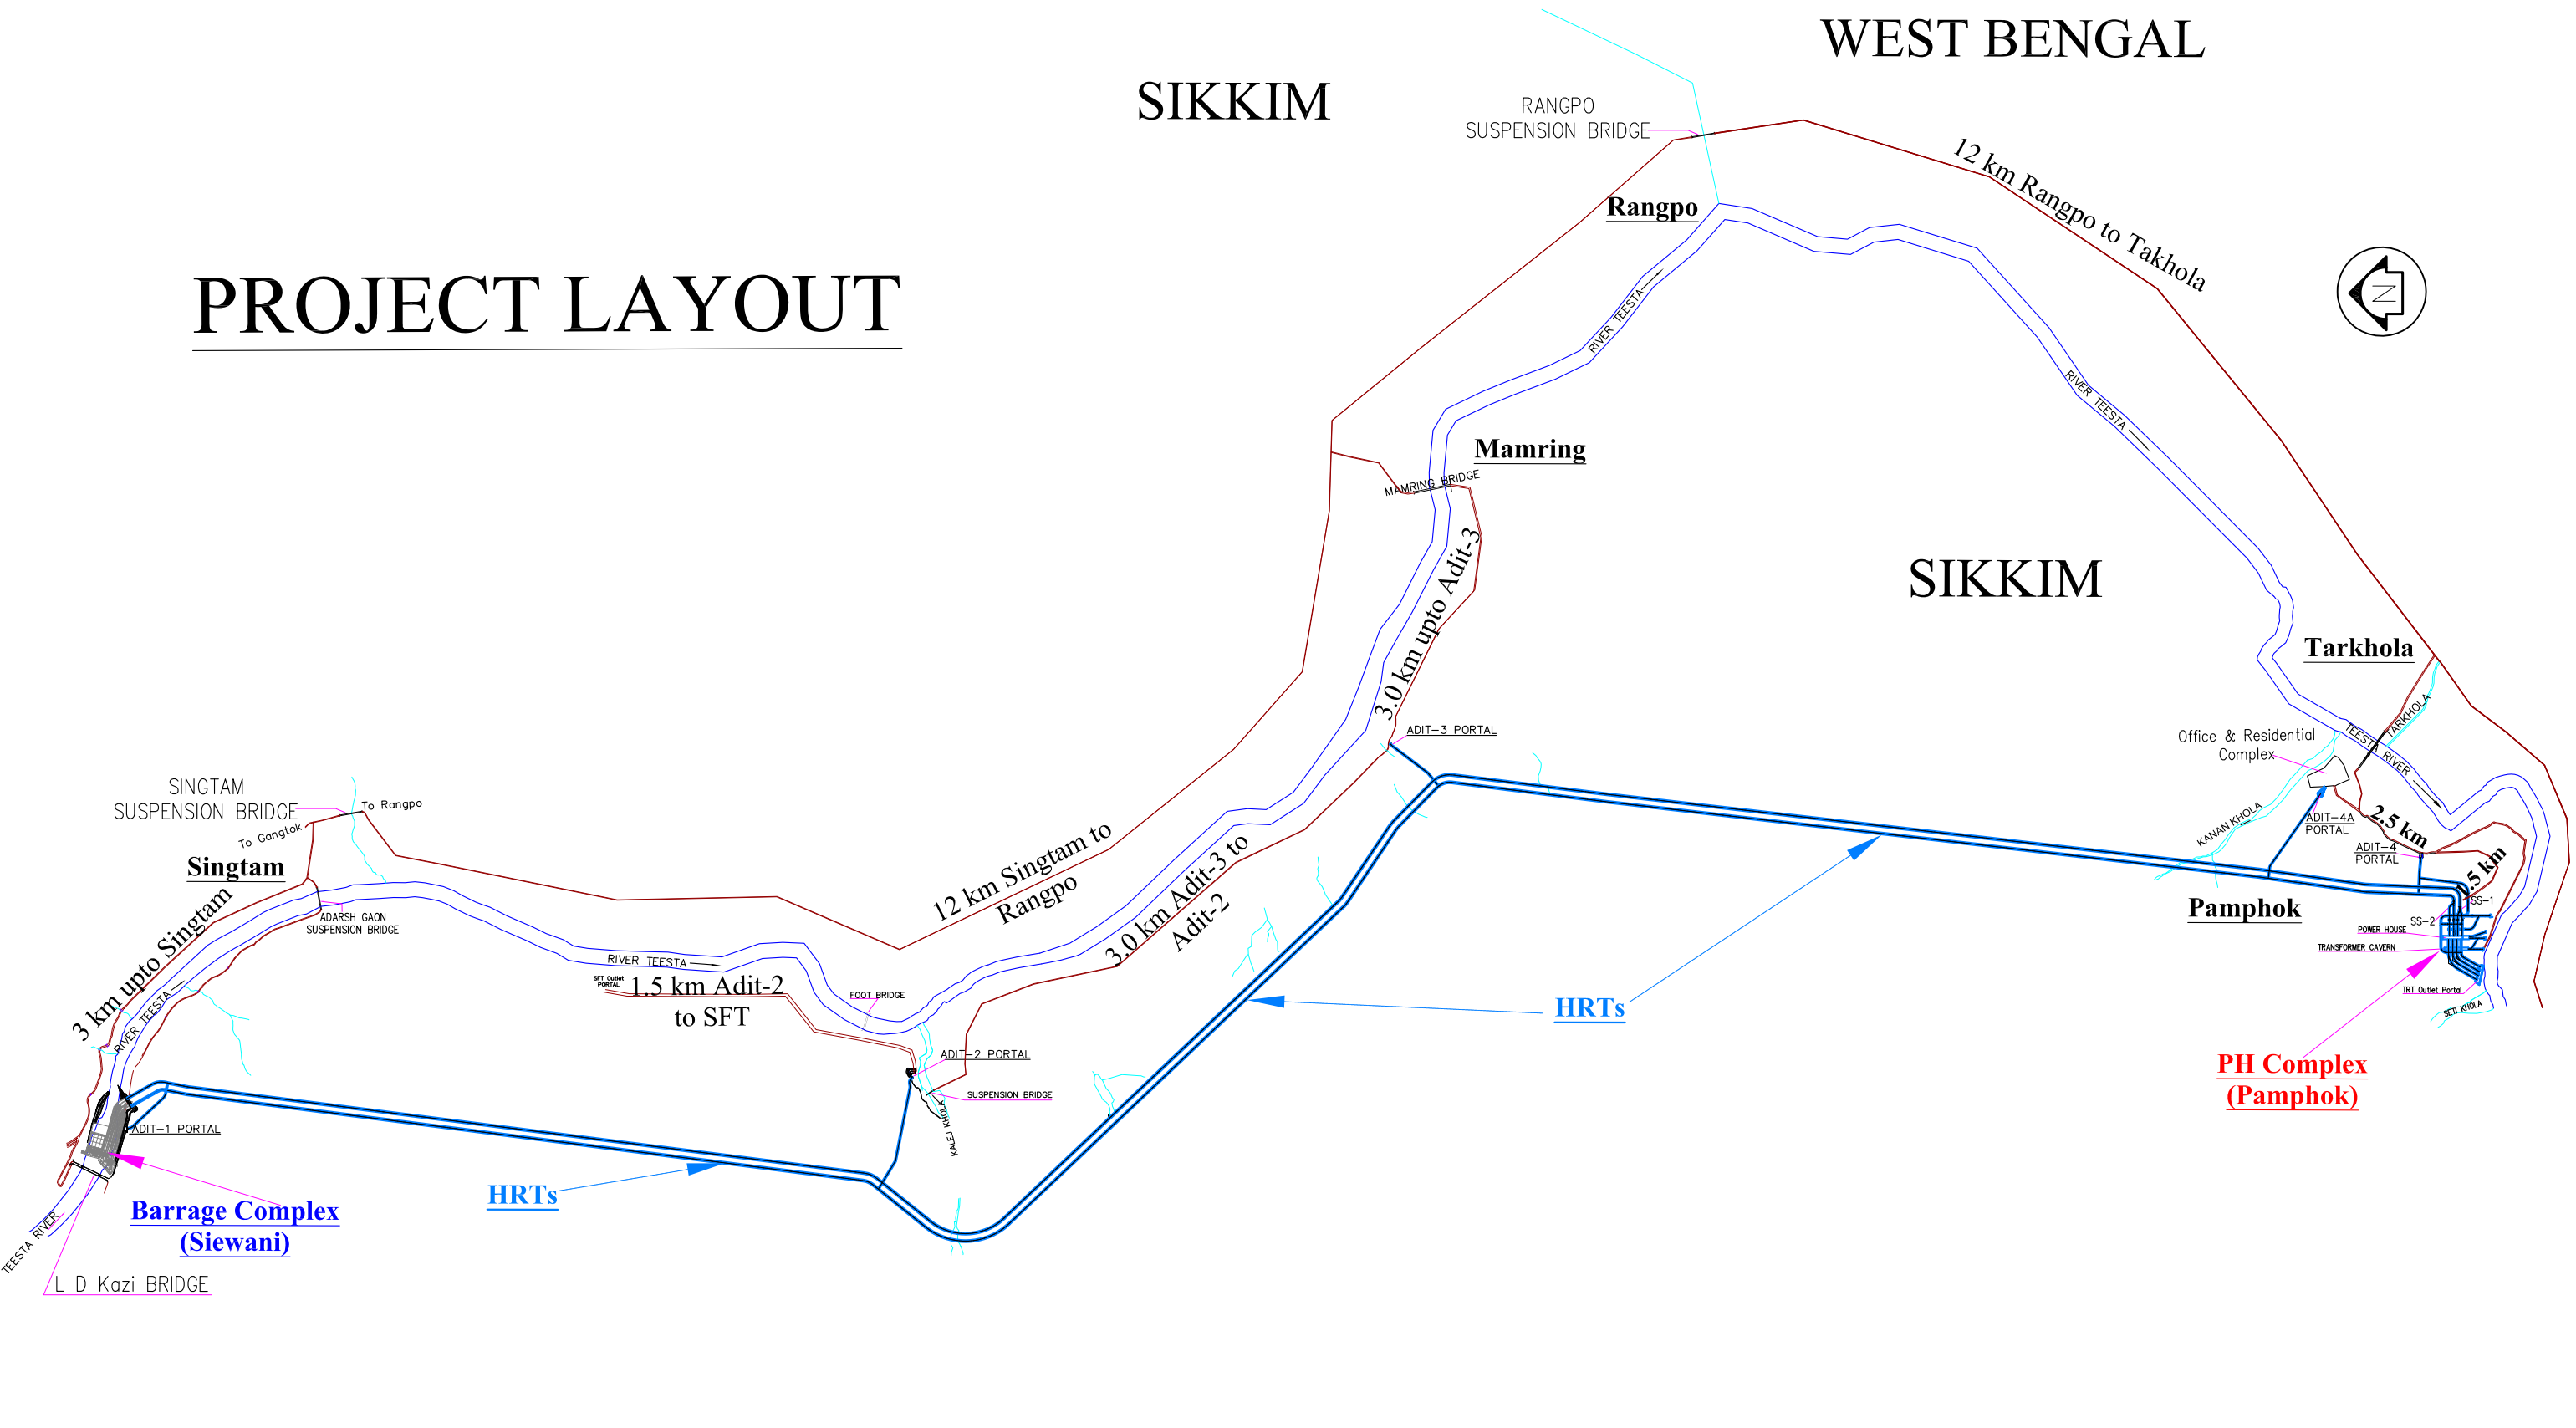 WEST BENGAL
SIKKIM
RANGPO
SUSPENSION BRIDGE
12 km Rangpo to Takhola
Rangpo
PROJECT LAYOUT
N
RIVER TEESTA
RIVER TEESTA
Mamring
MAMRING BRIDGE
SIKKIM
3.0 km upto Adit-3
Tarkhola
TARKHOLA
TEESTA RIVER
ADIT-3 PORTAL
Office & Residential
Complex
SINGTAM
SUSPENSION BRIDGE
To Rangpo
To Gangtok
KANAN KHOLA
ADIT-4A
PORTAL
2.5 km
ADIT-4
PORTAL
1.5 km
Singtam
12 km Singtam to
Rangpo
3.0 km Adit-3 to
Adit-2
SS-1
Pamphok
SS-2
ADARSH GAON
SUSPENSION BRIDGE
POWER HOUSE
TRANSFORMER CAVERN
3 km upto Singtam
RIVER TEESTA
RIVER TEESTA
SFT Outlet
PORTAL
1.5 km Adit-2
to SFT
FOOT BRIDGE
TRT Outlet Portal
SETI KHOLA
HRTs
ADIT-2 PORTAL
PH Complex
(Pamphok)
SUSPENSION BRIDGE
KALEJ KHOLA
ADIT-1 PORTAL
HRTs
Barrage Complex
(Siewani)
TEESTA RIVER
L D Kazi BRIDGE